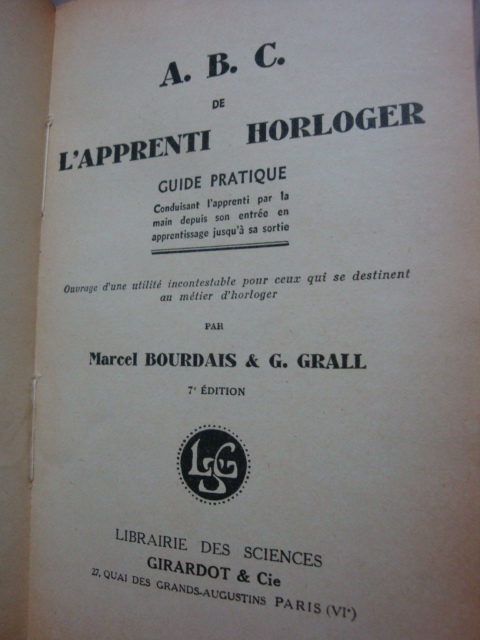 A. B. C.
DE
L'APPRENTI HORLOGER
GUIDE PRATIQUE
Conduisant l'apprenti par la
main depuis son entrée en
apprentissage jusqu'à sa sortie
Ouvrage d'une utilité incontestable pour ceux qui se destinent
au métier d'horloger
PAR
Marcel BOURDAIS & G. GRALL
7e ÉDITION
LSG
LIBRAIRIE DES SCIENCES
GIRARDOT & Cie
27, QUAI DES GRANDS-AUGUSTINS PARIS (VIe)